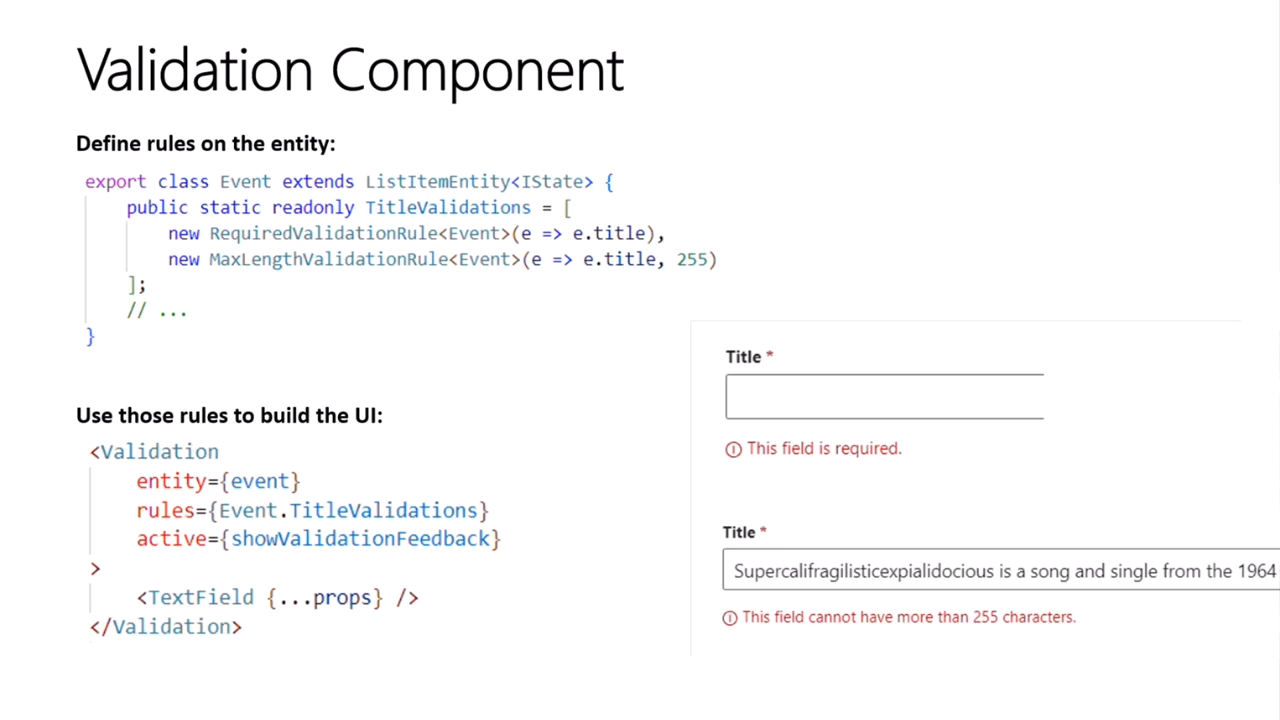 Validation Component
Define rules on the entity:
export class Event extends ListItemEntity<IState> {
public static readonly TitleValidations = [
new RequiredValidationRule<Event>(e => e.title),
new MaxLengthValidationRule<Event>(e => e.title, 255)
];
// ...
}
Use those rules to build the UI:
<Validation
entity={event}
rules={Event.TitleValidations}
active={showValidationFeedback}
>
<TextField {...props} />
</Validation>
Title *
This field is required.
Title *
Supercalifragilisticexpialidocious is a song and single from the 1964
This field cannot have more than 255 characters.